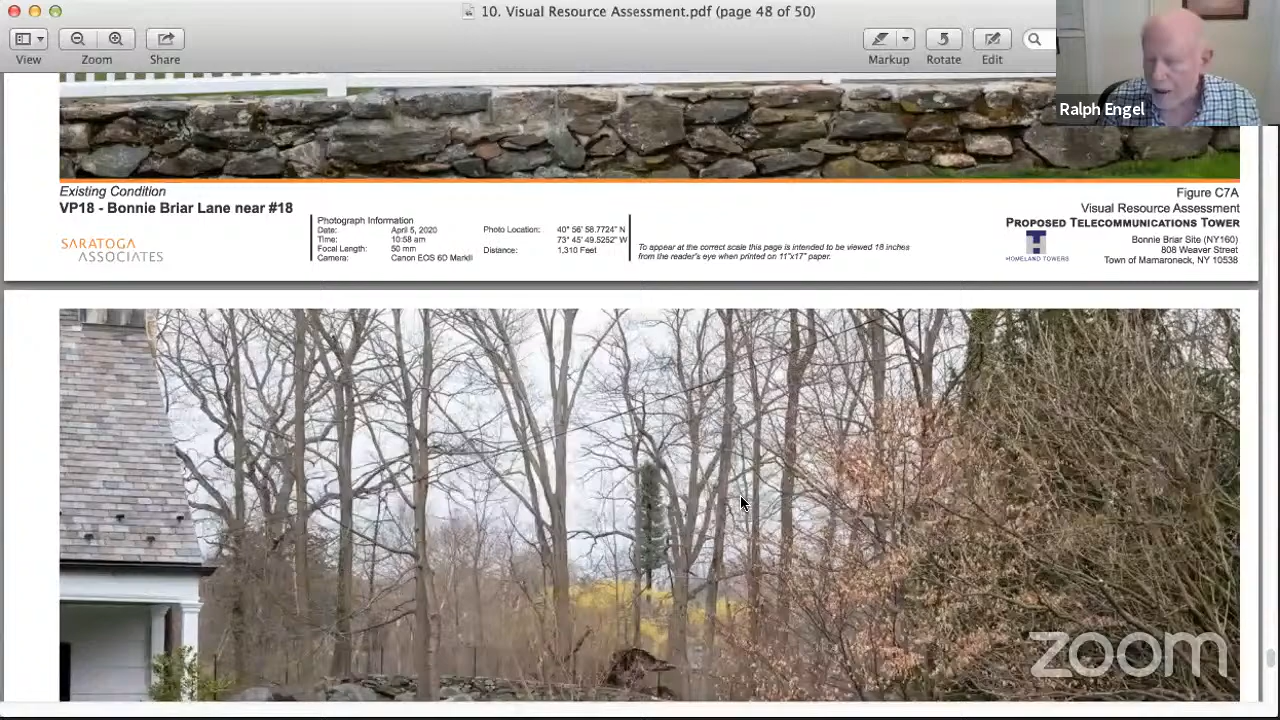 10. Visual Resource Assessment.pdf (page 48 of 50)
View
Zoom
Share
Markup
Rotate
Edit
Ralph Engel
Existing Condition
VP18 - Bonnie Briar Lane near #18
SARATOGA
ASSOCIATES
Photograph Information
Date: April 5, 2020
Time: 10:58 am
Focal Length: 50 mm
Camera: Canon EOS 6D MarkII
Photo Location: 40° 56' 58.7724" N
73° 45' 49.5252" W
Distance: 1,310 Feet
To appear at the correct scale this page is intended to be viewed 18 inches
from the reader's eye when printed on 11"x17" paper.
Figure C7A
Visual Resource Assessment
PROPOSED TELECOMMUNICATIONS TOWER
HOMELAND TOWERS
Bonnie Briar Site (NY160)
808 Weaver Street
Town of Mamaroneck, NY 10538
zoom